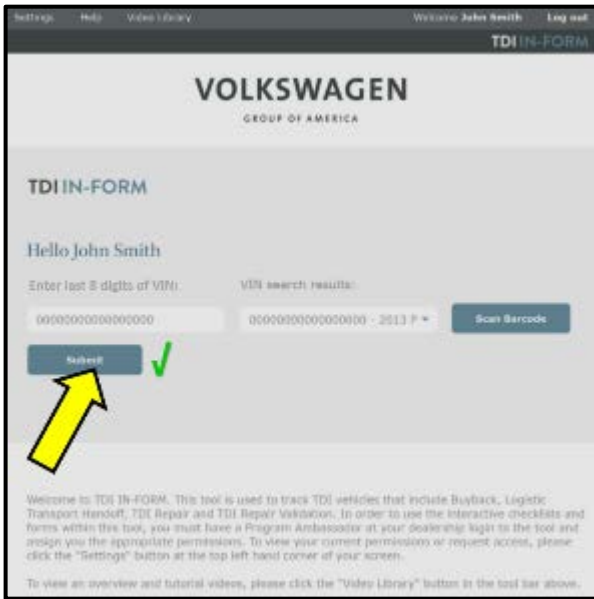 Settings Help Video Library Welcome John Smith Log out
TDI IN-FORM
VOLKSWAGEN
GROUP OF AMERICA
TDI IN-FORM
Hello John Smith
Enter last 8 digits of VIN: VIN search results:
00000000000000000 00000000000000000 - 2013 P Scan Barcode
Submit
Welcome to TDI IN-FORM. This tool is used to track TDI vehicles that include Buyback, Logistic
Transport Handoff, TDI Repair and TDI Repair Validation. In order to use the interactive checklists and
forms within this tool, you must have a Program Ambassador at your dealership login to the tool and
assign you the appropriate permissions. To view your current permissions or request access, please
click the "Settings" button at the top left hand corner of your screen.
To view an overview and tutorial videos, please click the "Video Library" button in the tool bar above.